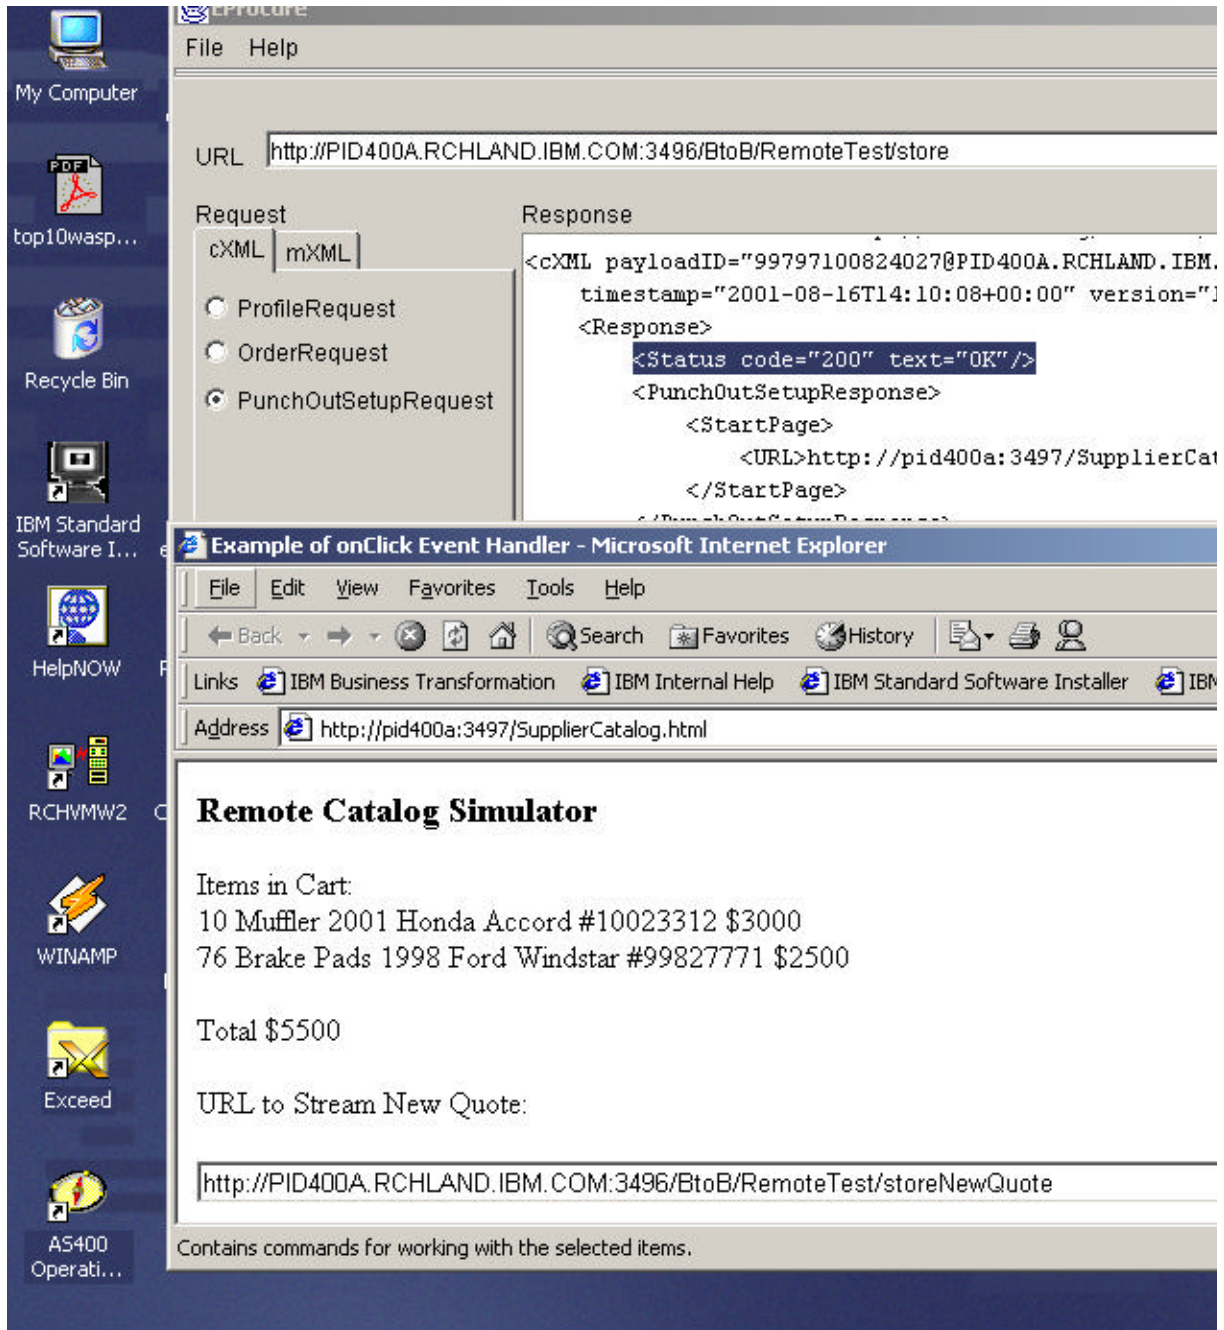 My Computer
top10wasp...
Recycle Bin
IBM Standard
Software I...
HelpNOW
RCHVMW2
WINAMP
Exceed
AS400
Operati...
EProcure
File Help
URL http://PID400A.RCHLAND.IBM.COM:3496/BtoB/RemoteTest/store
Request
cXML mXML
ProfileRequest
OrderRequest
PunchOutSetupRequest
Response
<cXML payloadID="99797100824027@PID400A.RCHLAND.IBM.
timestamp="2001-08-16T14:10:08+00:00" version="1
<Response>
<Status code="200" text="OK"/>
<PunchOutSetupResponse>
<StartPage>
<URL>http://pid400a:3497/SupplierCat
</StartPage>
</PunchOutSetupResponse>
Example of onClick Event Handler - Microsoft Internet Explorer
File Edit View Favorites Tools Help
Back Search Favorites History
Links IBM Business Transformation IBM Internal Help IBM Standard Software Installer IBM
Address http://pid400a:3497/SupplierCatalog.html
Remote Catalog Simulator
Items in Cart:
10 Muffler 2001 Honda Accord #10023312 $3000
76 Brake Pads 1998 Ford Windstar #99827771 $2500
Total $5500
URL to Stream New Quote:
http://PID400A.RCHLAND.IBM.COM:3496/BtoB/RemoteTest/storeNewQuote
Contains commands for working with the selected items.